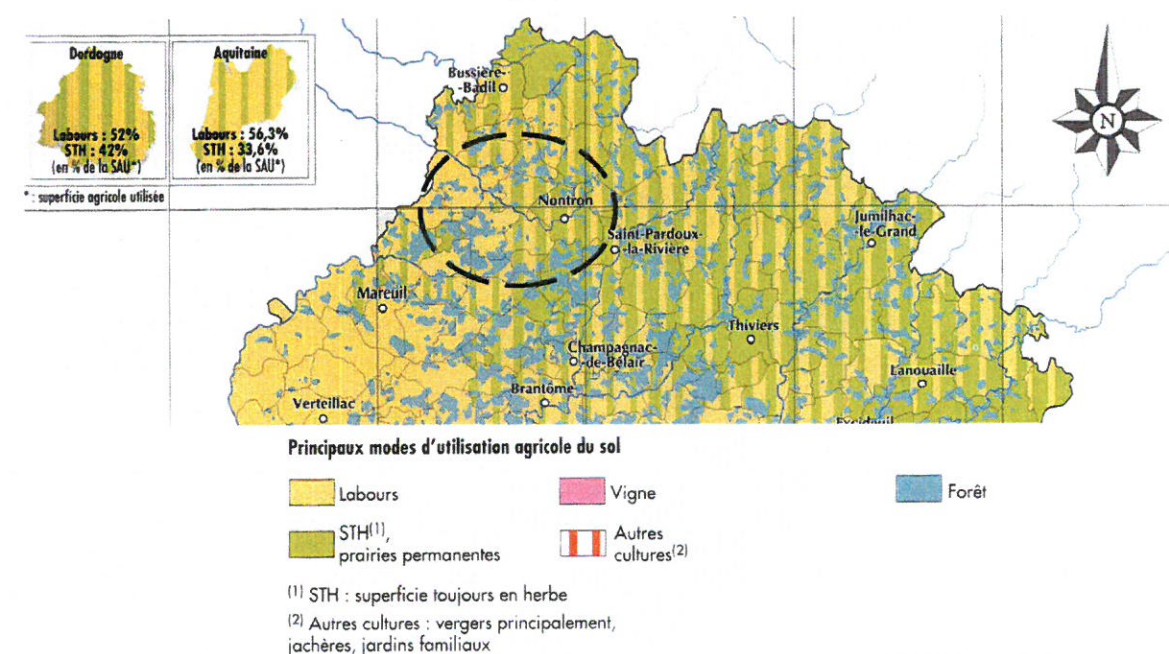 Dordogne
Labours : 52%
STH : 42%
(en % de la SAU*)
Aquitaine
Labours : 56,3%
STH : 33,6%
(en % de la SAU*)
* : superficie agricole utilisée
N
Bussière-
-Badil
Nontron
Saint-Pardoux-
-la-Rivière
Jumilhac-
-le-Grand
Mareuil
Thiviers
Champagnac-
-de-Bélair
Lanouaille
Brantôme
Verteillac
Excideuil
Principaux modes d'utilisation agricole du sol
Labours
Vigne
Forêt
STH(1),
prairies permanentes
Autres
cultures(2)
(1) STH : superficie toujours en herbe
(2) Autres cultures : vergers principalement,
jachères, jardins familiaux